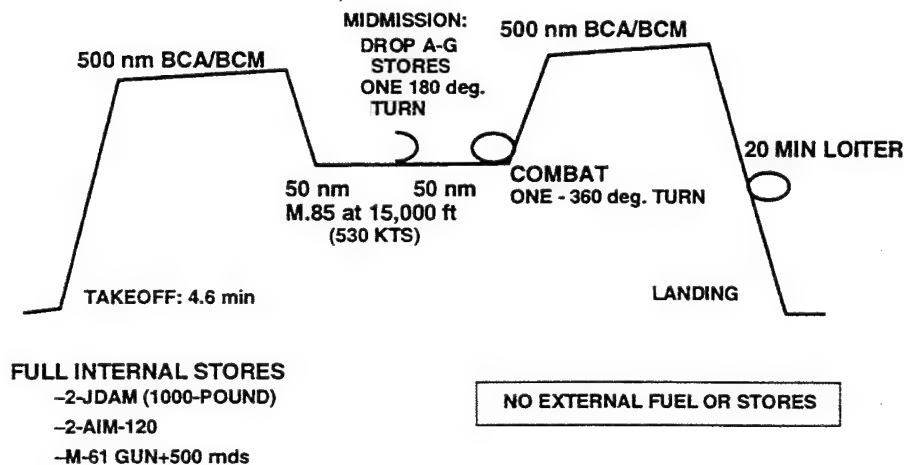 MIDMISSION:
DROP A-G
STORES
ONE 180 deg.
TURN
500 nm BCA/BCM
500 nm BCA/BCM
20 MIN LOITER
50 nm 50 nm
M.85 at 15,000 ft
(530 KTS)
COMBAT
ONE - 360 deg. TURN
TAKEOFF: 4.6 min
LANDING
FULL INTERNAL STORES
–2-JDAM (1000-POUND)
–2-AIM-120
–M-61 GUN+500 rnds
NO EXTERNAL FUEL OR STORES